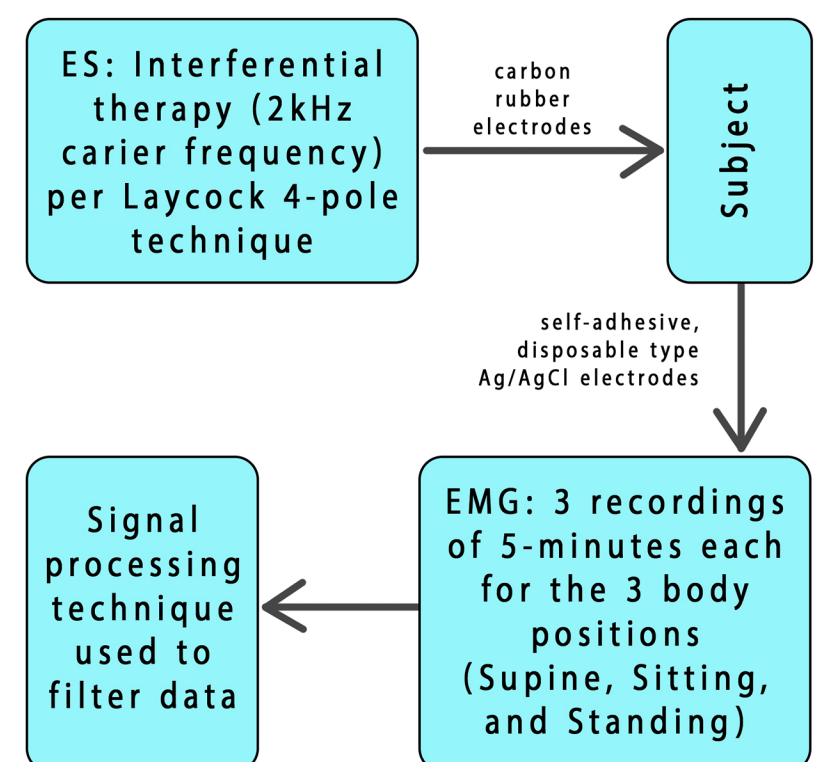 ES: Interferential
therapy (2kHz
carier frequency)
per Laycock 4-pole
technique
carbon
rubber
electrodes
Subject
self-adhesive,
disposable type
Ag/AgCl electrodes
EMG: 3 recordings
of 5-minutes each
for the 3 body
positions
(Supine, Sitting,
and Standing)
Signal
processing
technique
used to
filter data